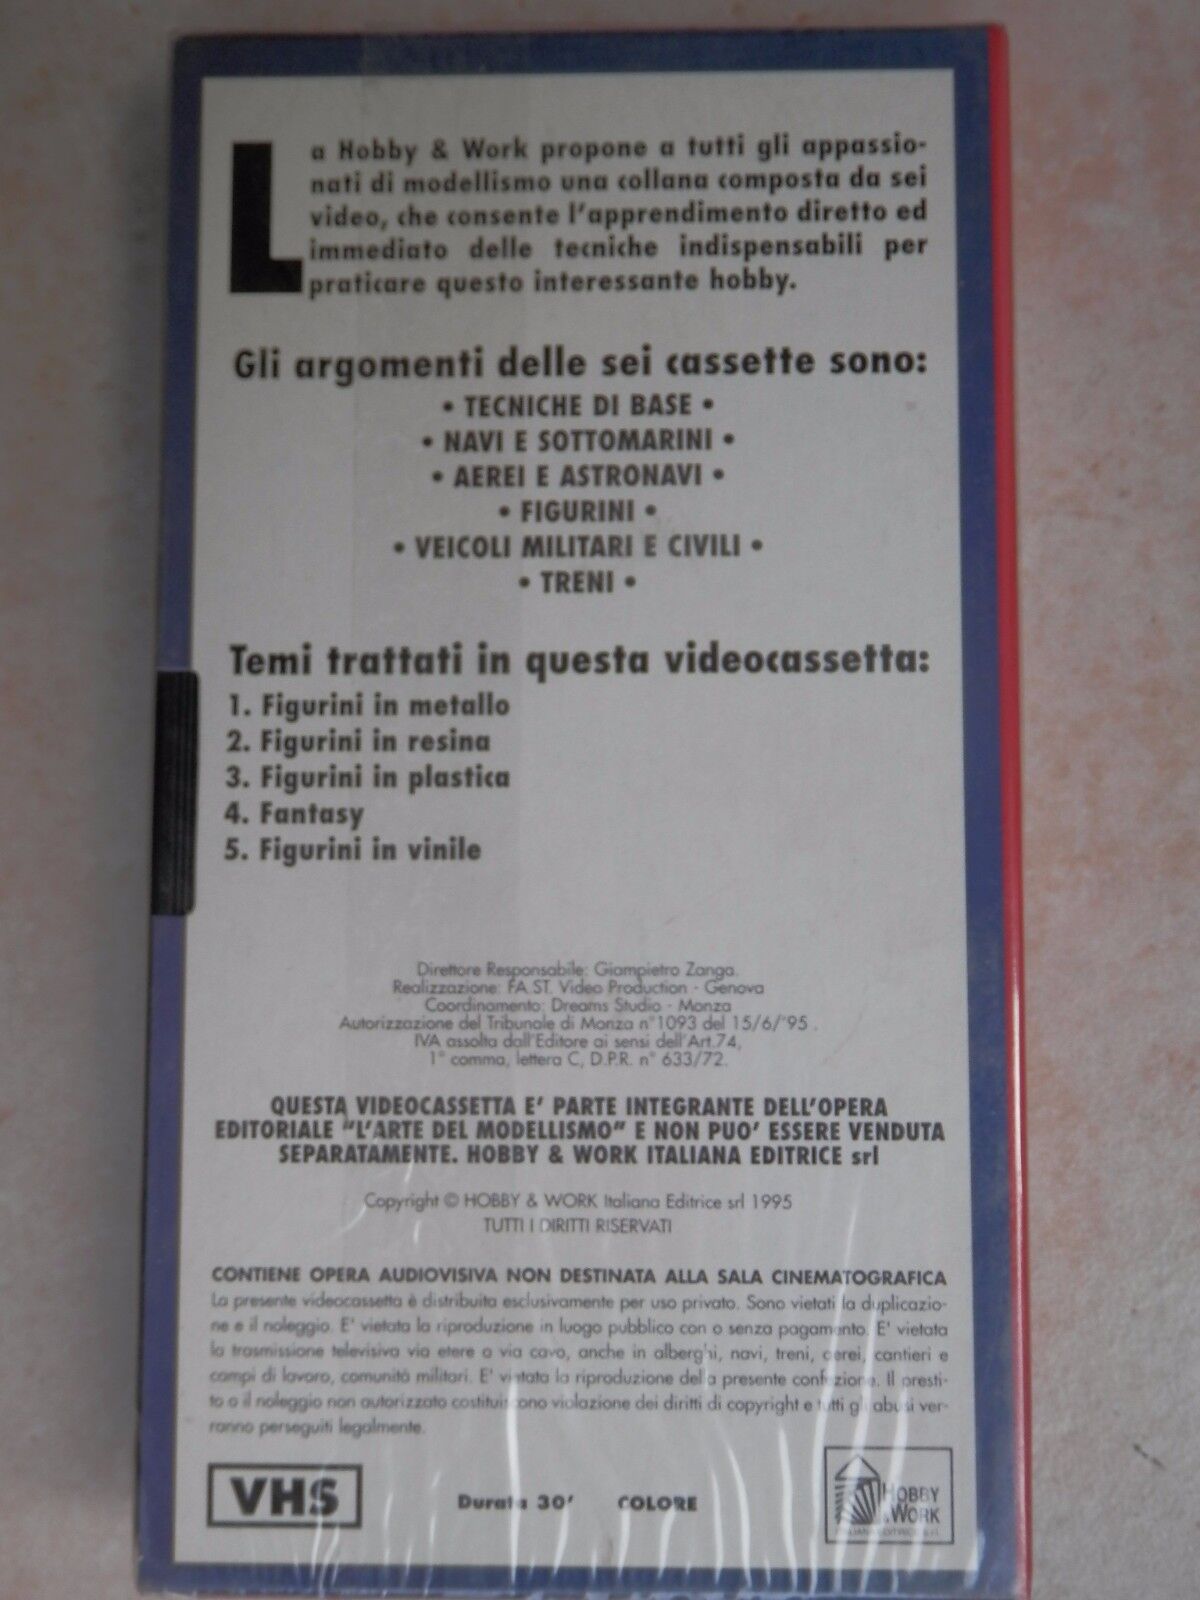 La Hobby & Work propone a tutti gli appassio-
nati di modellismo una collana composta da sei
video, che consente l'apprendimento diretto ed
immediato delle tecniche indispensabili per
praticare questo interessante hobby.
Gli argomenti delle sei cassette sono:
• TECNICHE DI BASE •
• NAVI E SOTTOMARINI •
• AEREI E ASTRONAVI •
• FIGURINI •
• VEICOLI MILITARI E CIVILI •
• TRENI •
Temi trattati in questa videocassetta:
1. Figurini in metallo
2. Figurini in resina
3. Figurini in plastica
4. Fantasy
5. Figurini in vinile
Direttore Responsabile: Giampietro Zanga.
Realizzazione: FA.ST. Video Production - Genova
Coordinamento: Dreams Studio - Monza
Autorizzazione del Tribunale di Monza n°1093 del 15/6/'95 .
IVA assolta dall'Editore ai sensi dell'Art.74,
1° comma, lettera C, D.P.R. n° 633/72.
QUESTA VIDEOCASSETTA E' PARTE INTEGRANTE DELL'OPERA
EDITORIALE "L'ARTE DEL MODELLISMO" E NON PUO' ESSERE VENDUTA
SEPARATAMENTE. HOBBY & WORK ITALIANA EDITRICE srl
Copyright © HOBBY & WORK Italiana Editrice srl 1995
TUTTI I DIRITTI RISERVATI
CONTIENE OPERA AUDIOVISIVA NON DESTINATA ALLA SALA CINEMATOGRAFICA
La presente videocassetta è distribuita esclusivamente per uso privato. Sono vietati la duplicazio-
ne e il noleggio. E' vietata la riproduzione in luogo pubblico con o senza pagamento. E' vietata
la trasmissione televisiva via etere o via cavo, anche in alberghi, navi, treni, aerei, cantieri e
campi di lavoro, comunità militari. E' vietata la riproduzione della presente confezione. Il presti-
to o il noleggio non autorizzato costituiscono violazione dei diritti di copyright e tutti gli abusi ver-
ranno perseguiti legalmente.
VHS
Durata 30' COLORE
HOBBY
& WORK
ITALIANA EDITRICE s.r.l.